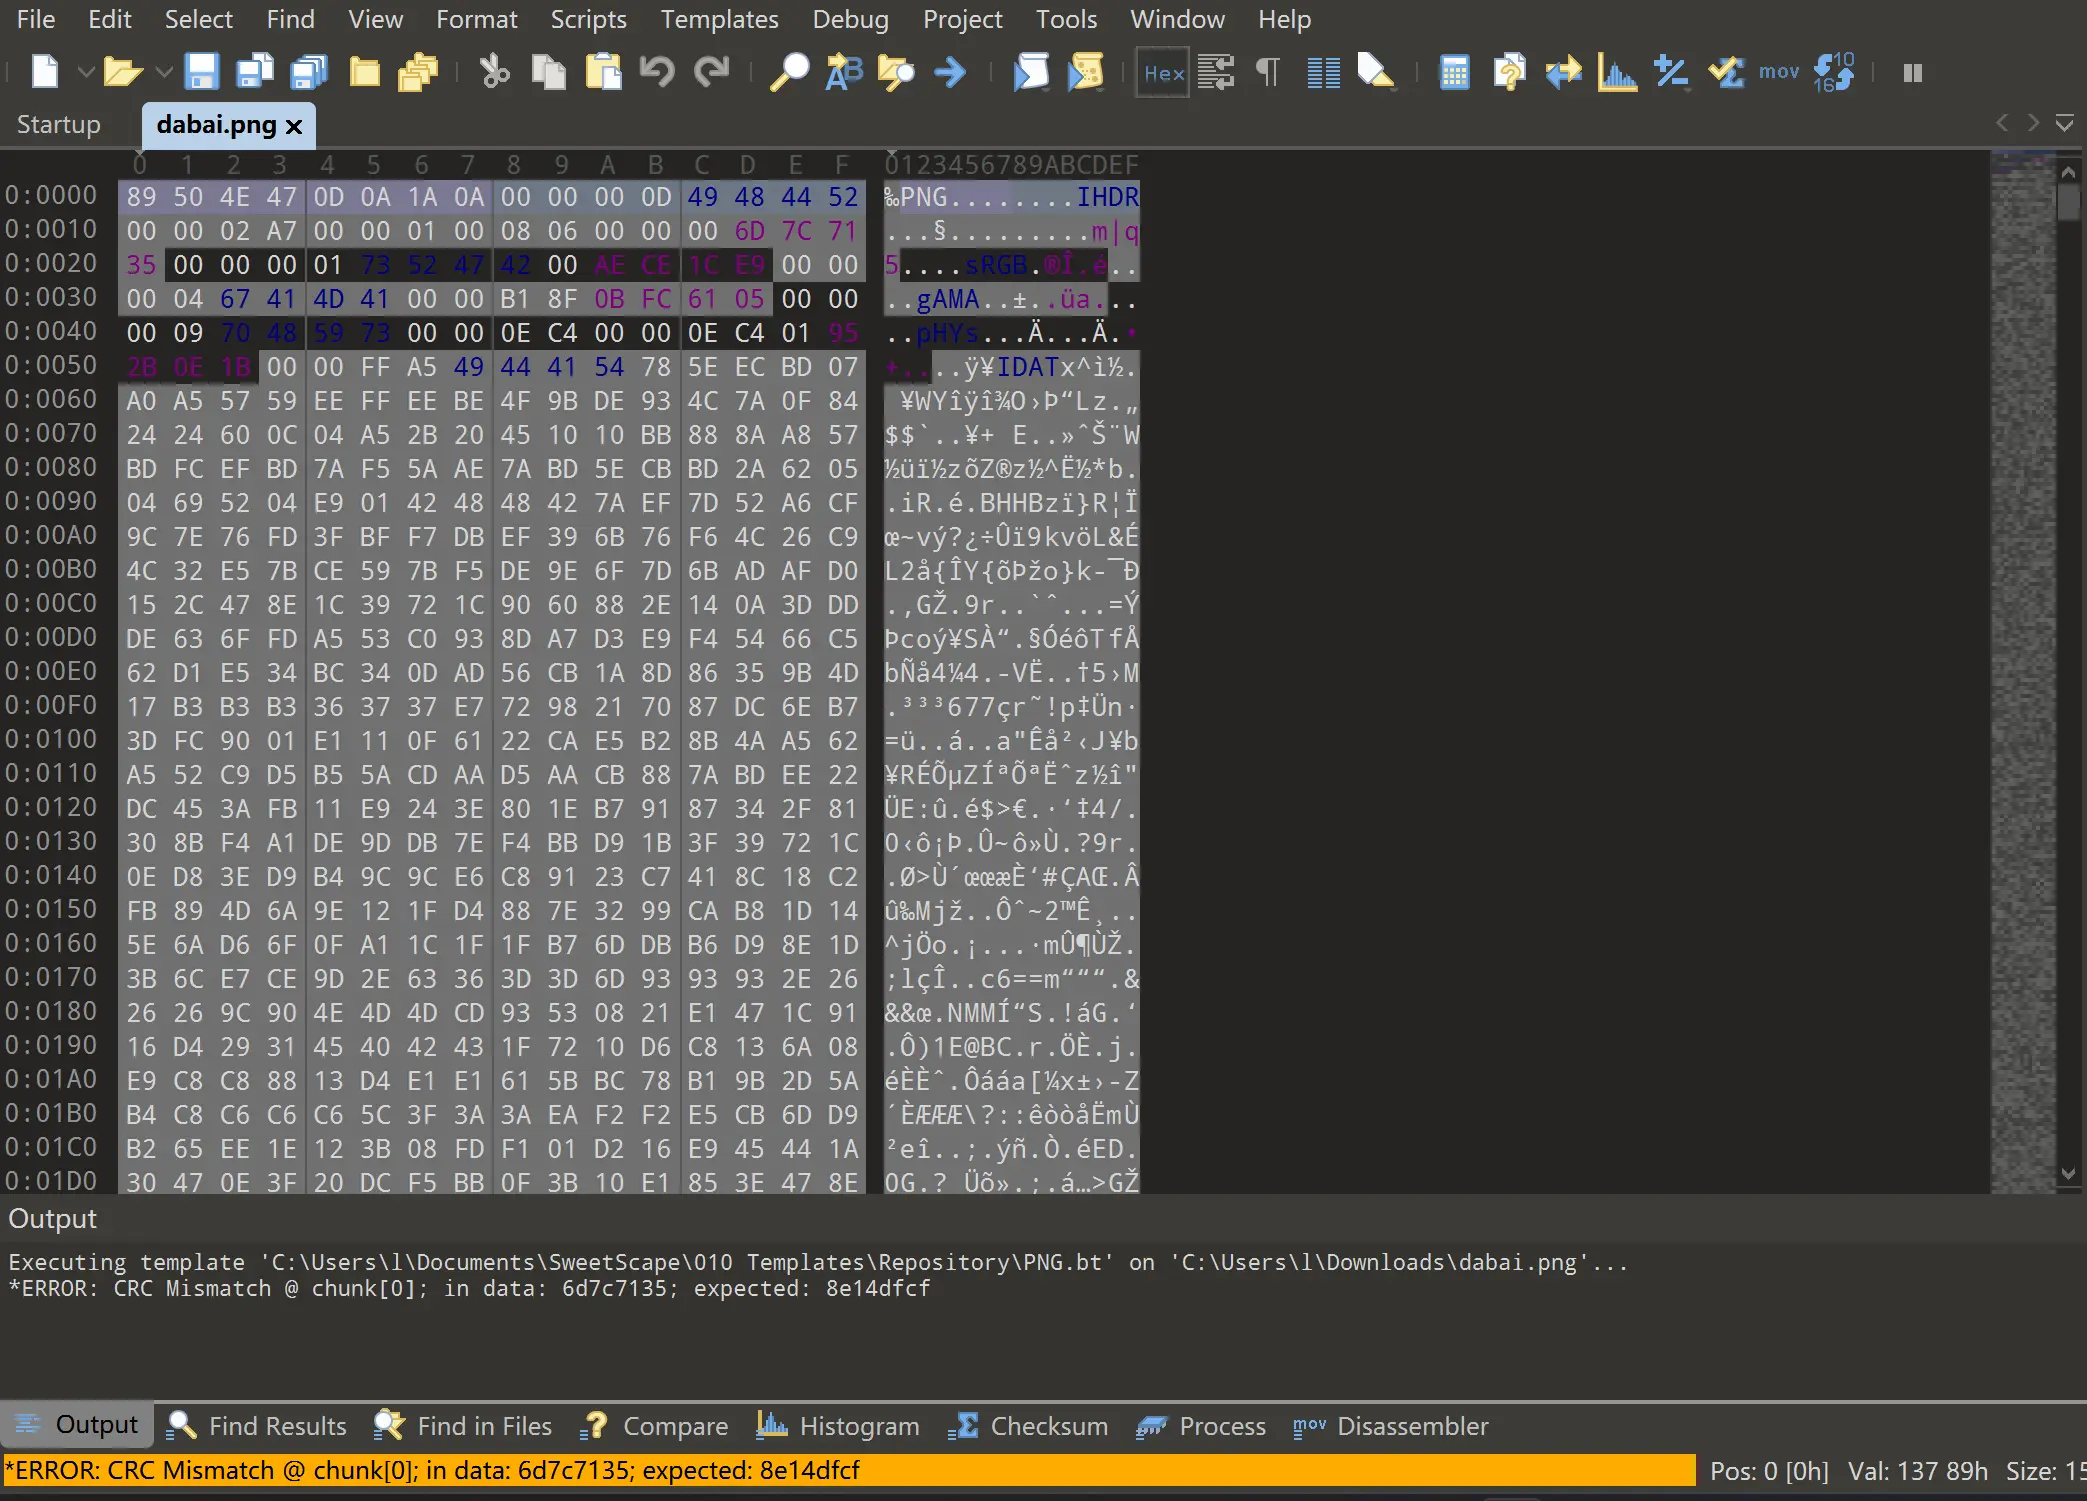 File Edit Select Find View Format Scripts Templates Debug Project Tools Window Help
Hex mov 10 16
Startup dabai.png
0 1 2 3 4 5 6 7 8 9 A B C D E F 0123456789ABCDEF
0:0000 89 50 4E 47 0D 0A 1A 0A 00 00 00 0D 49 48 44 52 ‰PNG........IHDR
0:0010 00 00 02 A7 00 00 01 00 08 06 00 00 00 6D 7C 71 ...§.........m|q
0:0020 35 00 00 00 01 73 52 47 42 00 AE CE 1C E9 00 00 5....sRGB.®Î.é..
0:0030 00 04 67 41 4D 41 00 00 B1 8F 0B FC 61 05 00 00 ..gAMA..±..üa...
0:0040 00 09 70 48 59 73 00 00 0E C4 00 00 0E C4 01 95 ..pHYs...Ä...Ä.•
0:0050 2B 0E 1B 00 00 FF A5 49 44 41 54 78 5E EC BD 07 +....ÿ¥IDATx^ì½.
0:0060 A0 A5 57 59 EE FF EE BE 4F 9B DE 93 4C 7A 0F 84  ¥WYîÿî¾O›Þ“Lz.„
0:0070 24 24 60 0C 04 A5 2B 20 45 10 10 BB 88 8A A8 57 $$`..¥+ E..»ˆŠ¨W
0:0080 BD FC EF BD 7A F5 5A AE 7A BD 5E CB BD 2A 62 05 ½üï½zõZ®z½^Ë½*b.
0:0090 04 69 52 04 E9 01 42 48 48 42 7A EF 7D 52 A6 CF .iR.é.BHHBzï}R¦Ï
0:00A0 9C 7E 76 FD 3F BF F7 DB EF 39 6B 76 F6 4C 26 C9 œ~vý?¿÷Ûï9kvöL&É
0:00B0 4C 32 E5 7B CE 59 7B F5 DE 9E 6F 7D 6B AD AF D0 L2å{ÎY{õÞžo}k-¯Ð
0:00C0 15 2C 47 8E 1C 39 72 1C 90 60 88 2E 14 0A 3D DD .,GŽ.9r..`ˆ...=Ý
0:00D0 DE 63 6F FD A5 53 C0 93 8D A7 D3 E9 F4 54 66 C5 Þcoý¥SÀ“.§ÓéôTfÅ
0:00E0 62 D1 E5 34 BC 34 0D AD 56 CB 1A 8D 86 35 9B 4D bÑå4¼4.-VË..†5›M
0:00F0 17 B3 B3 B3 36 37 37 E7 72 98 21 70 87 DC 6E B7 .³³³677çr˜!p‡Ün·
0:0100 3D FC 90 01 E1 11 0F 61 22 CA E5 B2 8B 4A A5 62 =ü..á..a"Êå²‹J¥b
0:0110 A5 52 C9 D5 B5 5A CD AA D5 AA CB 88 7A BD EE 22 ¥RÉÕµZÍªÕªËˆz½î"
0:0120 DC 45 3A FB 11 E9 24 3E 80 1E B7 91 87 34 2F 81 ÜE:û.é$>€.·‘‡4/.
0:0130 30 8B F4 A1 DE 9D DB 7E F4 BB D9 1B 3F 39 72 1C 0‹ô¡Þ.Û~ô»Ù.?9r.
0:0140 0E D8 3E D9 B4 9C 9C E6 C8 91 23 C7 41 8C 18 C2 .Ø>Ù´œœæÈ‘#ÇAŒ.Â
0:0150 FB 89 4D 6A 9E 12 1F D4 88 7E 32 99 CA B8 1D 14 û‰Mjž..Ôˆ~2™Ê¸..
0:0160 5E 6A D6 6F 0F A1 1C 1F 1F B7 6D DB B6 D9 8E 1D ^jÖo.¡...·mÛ¶ÙŽ.
0:0170 3B 6C E7 CE 9D 2E 63 36 3D 3D 6D 93 93 93 2E 26 ;lçÎ..c6==m“““.&
0:0180 26 26 9C 90 4E 4D 4D CD 93 53 08 21 E1 47 1C 91 &&œ.NMMÍ“S.!áG.‘
0:0190 16 D4 29 31 45 40 42 43 1F 72 10 D6 C8 13 6A 08 .Ô)1E@BC.r.ÖÈ.j.
0:01A0 E9 C8 C8 88 13 D4 E1 E1 61 5B BC 78 B1 9B 2D 5A éÈÈˆ.Ôááa[¼x±›-Z
0:01B0 B4 C8 C6 C6 C6 5C 3F 3A 3A EA F2 F2 E5 CB 6D D9 ´ÈÆÆÆ\?::êòòåËmÙ
0:01C0 B2 65 EE 1E 12 3B 08 FD F1 01 D2 16 E9 45 44 1A ²eî..;.ýñ.Ò.éED.
0:01D0 30 47 0E 3F 20 DC F5 BB 0F 3B 10 E1 85 3E 47 8E 0G.? Üõ».;.á…>GŽ
Output
Executing template 'C:\Users\l\Documents\SweetScape\010 Templates\Repository\PNG.bt' on 'C:\Users\l\Downloads\dabai.png'...
*ERROR: CRC Mismatch @ chunk[0]; in data: 6d7c7135; expected: 8e14dfcf
Output Find Results Find in Files Compare Histogram Checksum Process mov Disassembler
*ERROR: CRC Mismatch @ chunk[0]; in data: 6d7c7135; expected: 8e14dfcf Pos: 0 [0h] Val: 137 89h Size: 15